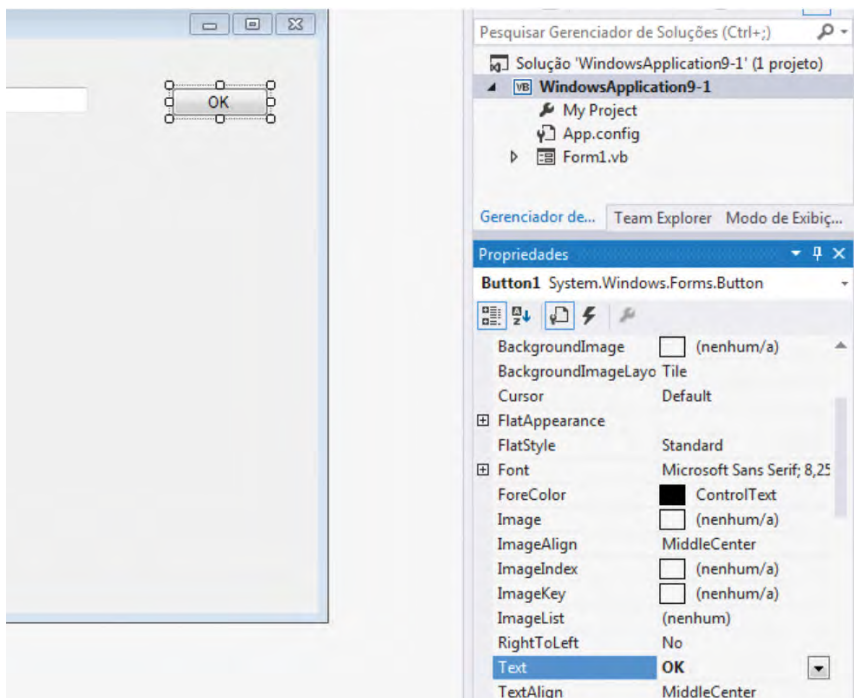 OK
Pesquisar Gerenciador de Soluções (Ctrl+;)
Solução 'WindowsApplication9-1' (1 projeto)
VB WindowsApplication9-1
My Project
App.config
Form1.vb
Gerenciador de... Team Explorer Modo de Exibiç...
Propriedades
Button1 System.Windows.Forms.Button
BackgroundImage (nenhum/a)
BackgroundImageLayo Tile
Cursor Default
FlatAppearance
FlatStyle Standard
Font Microsoft Sans Serif; 8,25
ForeColor ControlText
Image (nenhum/a)
ImageAlign MiddleCenter
ImageIndex (nenhum/a)
ImageKey (nenhum/a)
ImageList (nenhum)
RightToLeft No
Text OK
TextAlign MiddleCenter